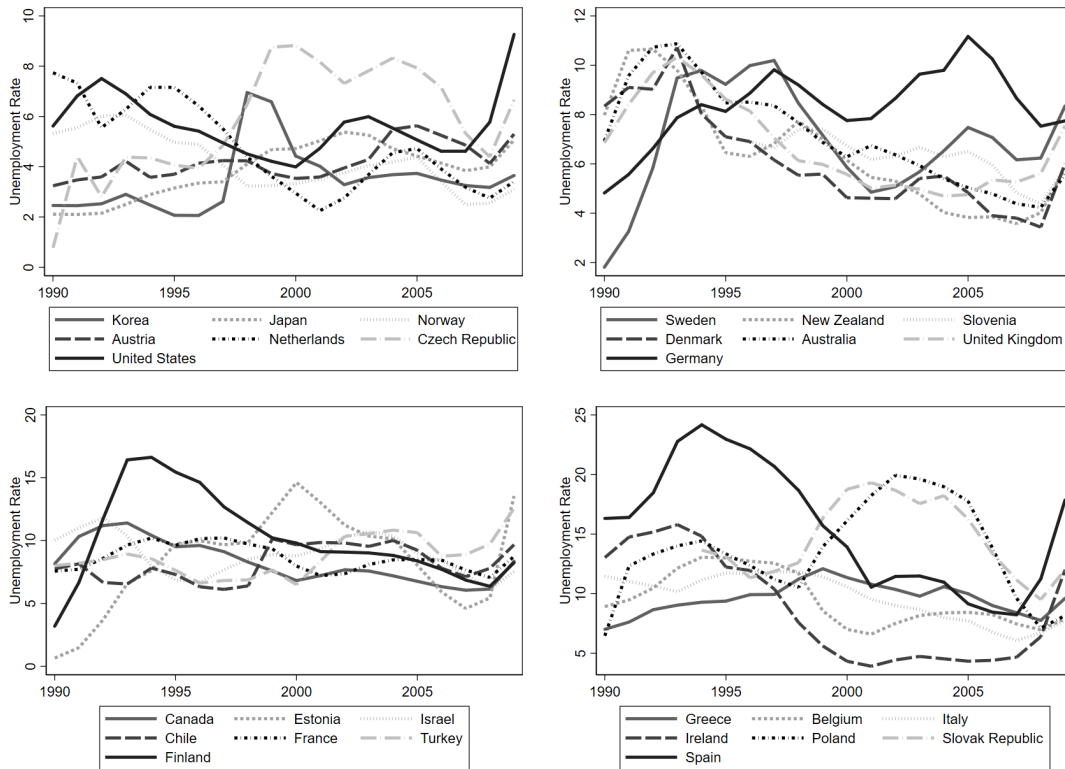 10
8
6
4
2
0
Unemployment Rate
1990 1995 2000 2005
Korea Japan Norway
Austria Netherlands Czech Republic
United States
12
10
8
6
4
2
Unemployment Rate
1990 1995 2000 2005
Sweden New Zealand Slovenia
Denmark Australia United Kingdom
Germany
20
15
10
5
0
Unemployment Rate
1990 1995 2000 2005
Canada Estonia Israel
Chile France Turkey
Finland
25
20
15
10
5
Unemployment Rate
1990 1995 2000 2005
Greece Belgium Italy
Ireland Poland Slovak Republic
Spain